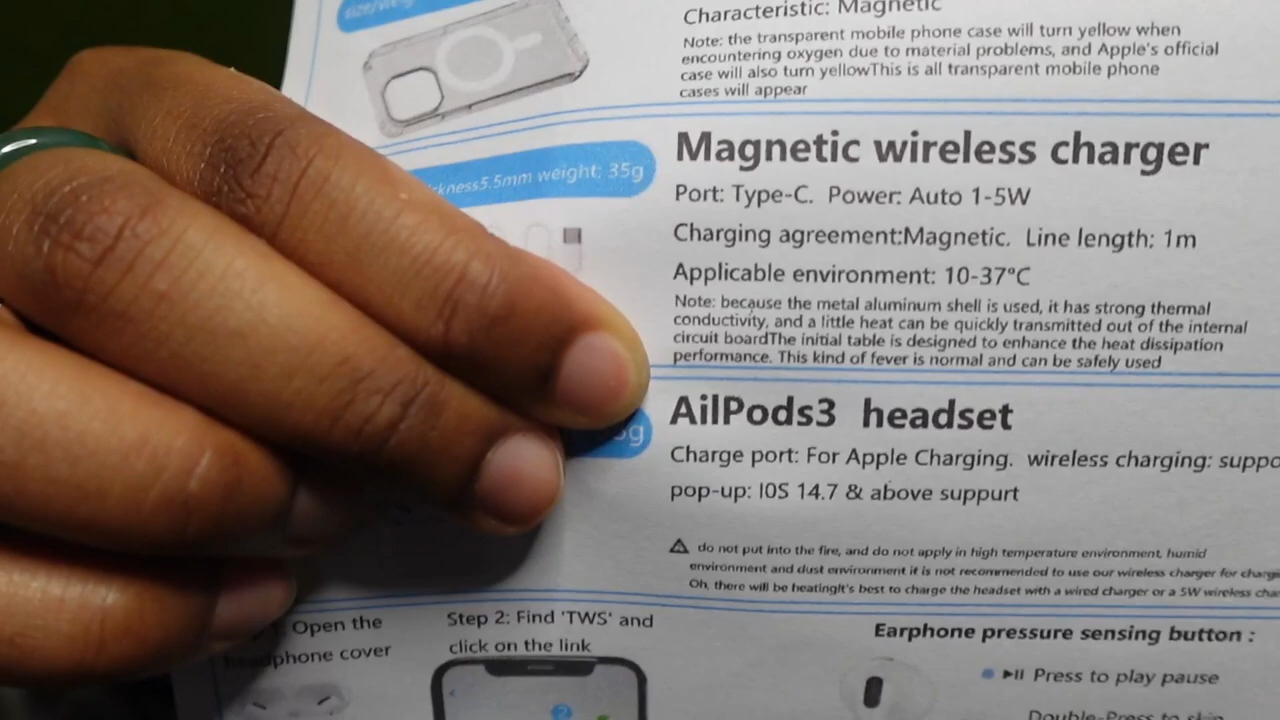 Characteristic: Magnetic
Note: the transparent mobile phone case will turn yellow when
encountering oxygen due to material problems, and Apple's official
case will also turn yellowThis is all transparent mobile phone
cases will appear
kness5.5mm weight: 35g
Magnetic wireless charger
Port: Type-C. Power: Auto 1-5W
Charging agreement:Magnetic. Line length: 1m
Applicable environment: 10-37°C
Note: because the metal aluminum shell is used, it has strong thermal
conductivity, and a little heat can be quickly transmitted out of the internal
circuit boardThe initial table is designed to enhance the heat dissipation
performance. This kind of fever is normal and can be safely used
AilPods3 headset
Charge port: For Apple Charging. wireless charging: suppo
pop-up: I0S 14.7 & above suppurt
do not put into the fire, and do not apply in high temperature environment, humid
environment and dust environment it is not recommended to use our wireless charger for charg
Oh, there will be heatingIt's best to charge the headset with a wired charger or a 5W wireless cha
Open the
headphone cover
Step 2: Find 'TWS' and
click on the link
Earphone pressure sensing button :
Press to play pause
Double-Press to skip